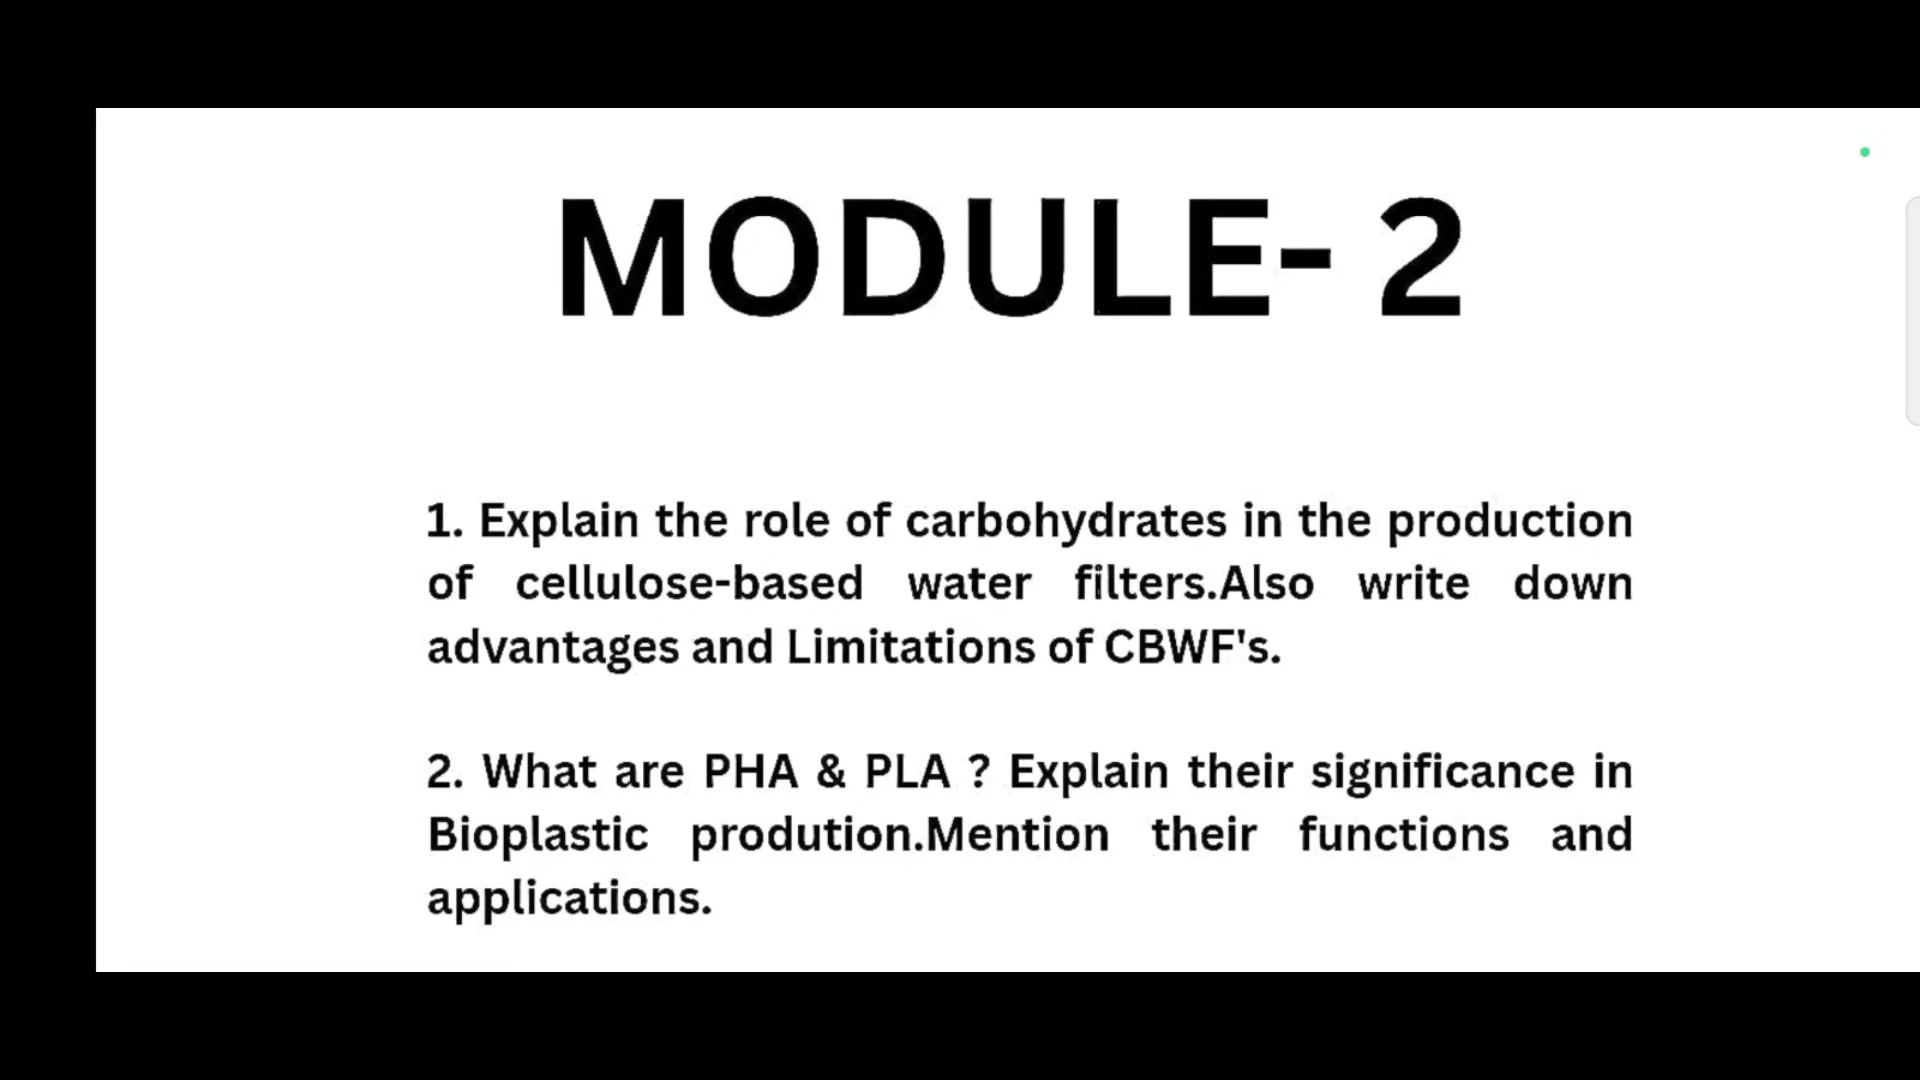 MODULE- 2
1. Explain the role of carbohydrates in the production
of cellulose-based water filters.Also write down
advantages and Limitations of CBWF's.
2. What are PHA & PLA ? Explain their significance in
Bioplastic prodution.Mention their functions and
applications.